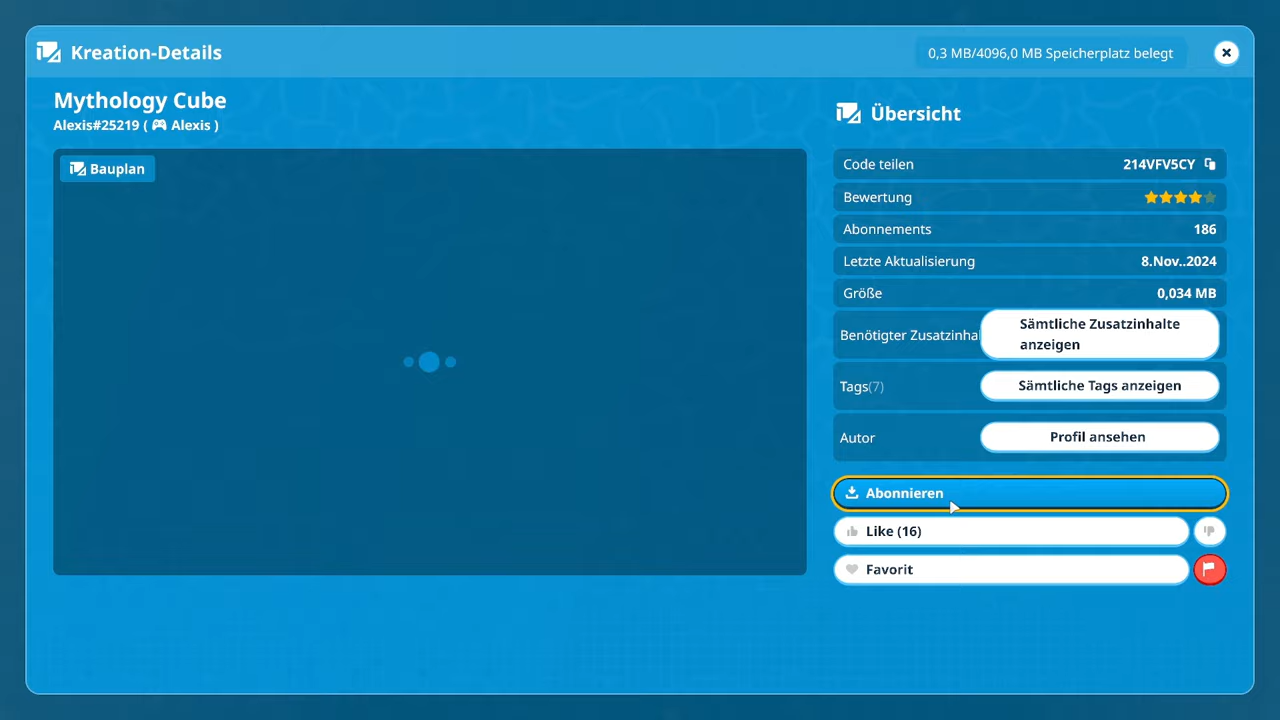 Kreation-Details
0,3 MB/4096,0 MB Speicherplatz belegt
Mythology Cube
Alexis#25219 ( Alexis )
Bauplan
Übersicht
Code teilen 214VFV5CY
Bewertung
Abonnements 186
Letzte Aktualisierung 8.Nov..2024
Größe 0,034 MB
Benötigter Zusatzinhal
Sämtliche Zusatzinhalte
anzeigen
Tags(7) Sämtliche Tags anzeigen
Autor Profil ansehen
Abonnieren
Like (16)
Favorit